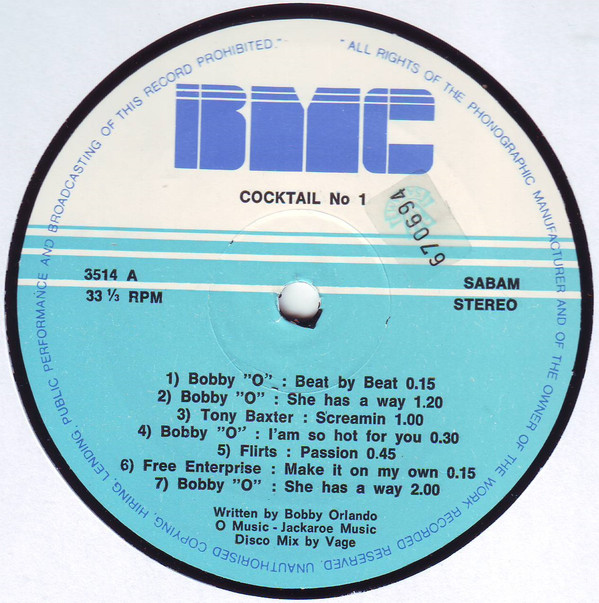 ALL RIGHTS OF THE PHONOGRAPHIC MANUFACTURER AND OF THE OWNER OF THE WORK RECORDED RESERVED. UNAUTHORISED COPYING, HIRING, LENDING, PUBLIC PERFORMANCE AND BROADCASTING OF THIS RECORD PROHIBITED.
BMC
COCKTAIL No 1
670694
3514 A
33 ⅓ RPM
SABAM
STEREO
1) Bobby "O" : Beat by Beat 0.15
2) Bobby "O" : She has a way 1.20
3) Tony Baxter : Screamin 1.00
4) Bobby "O" : I'am so hot for you 0.30
5) Flirts : Passion 0.45
6) Free Enterprise : Make it on my own 0.15
7) Bobby "O" : She has a way 2.00
Written by Bobby Orlando
O Music - Jackaroe Music
Disco Mix by Vage